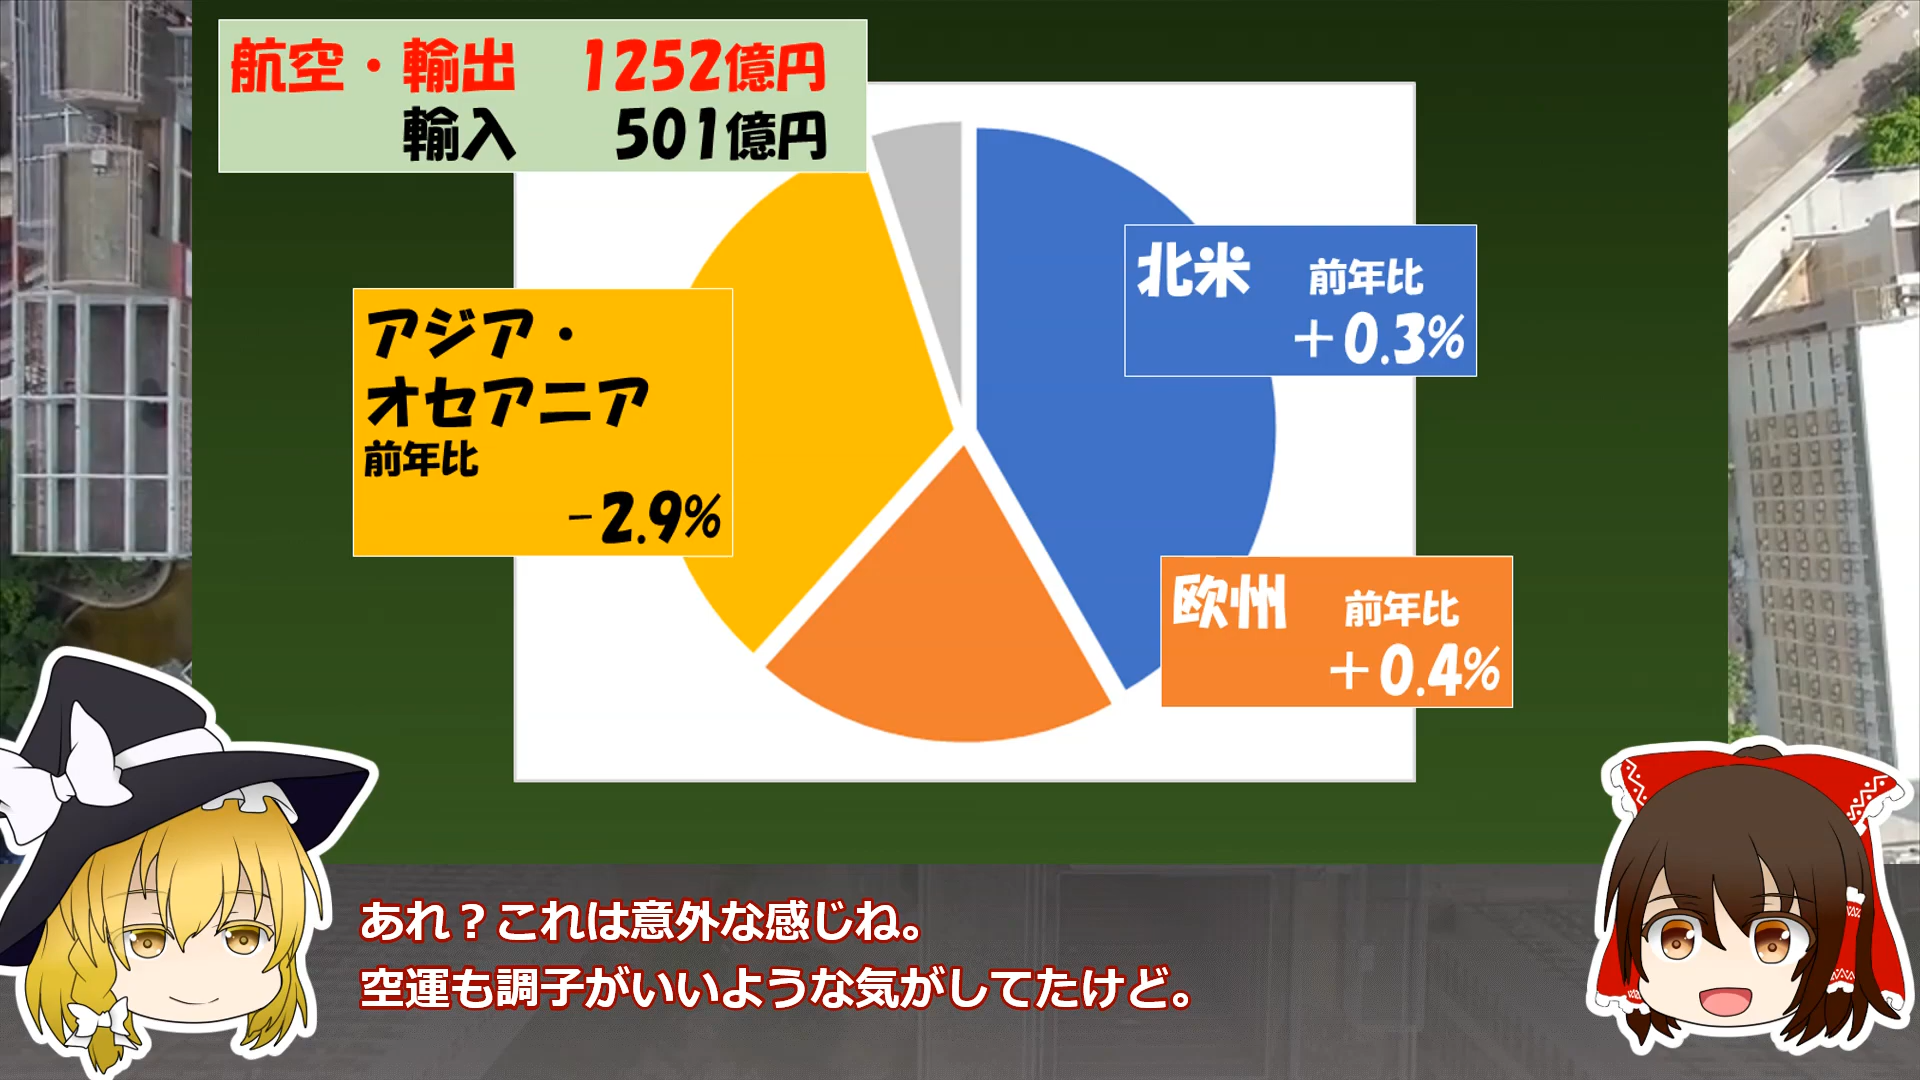 航空・輸出　1252億円
輸入　501億円
北米　前年比
＋0.3%
アジア・
オセアニア
前年比
−2.9%
欧州　前年比
＋0.4%
あれ？これは意外な感じね。
空運も調子がいいような気がしてたけど。